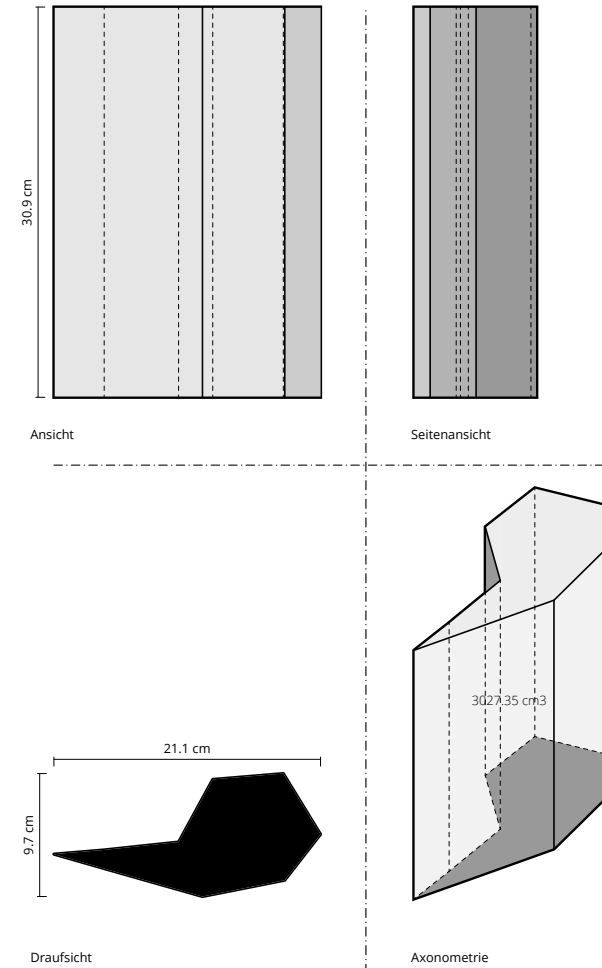 30.9 cm
Ansicht
Seitenansicht
3027.35 cm3
21.1 cm
9.7 cm
Draufsicht
Axonometrie